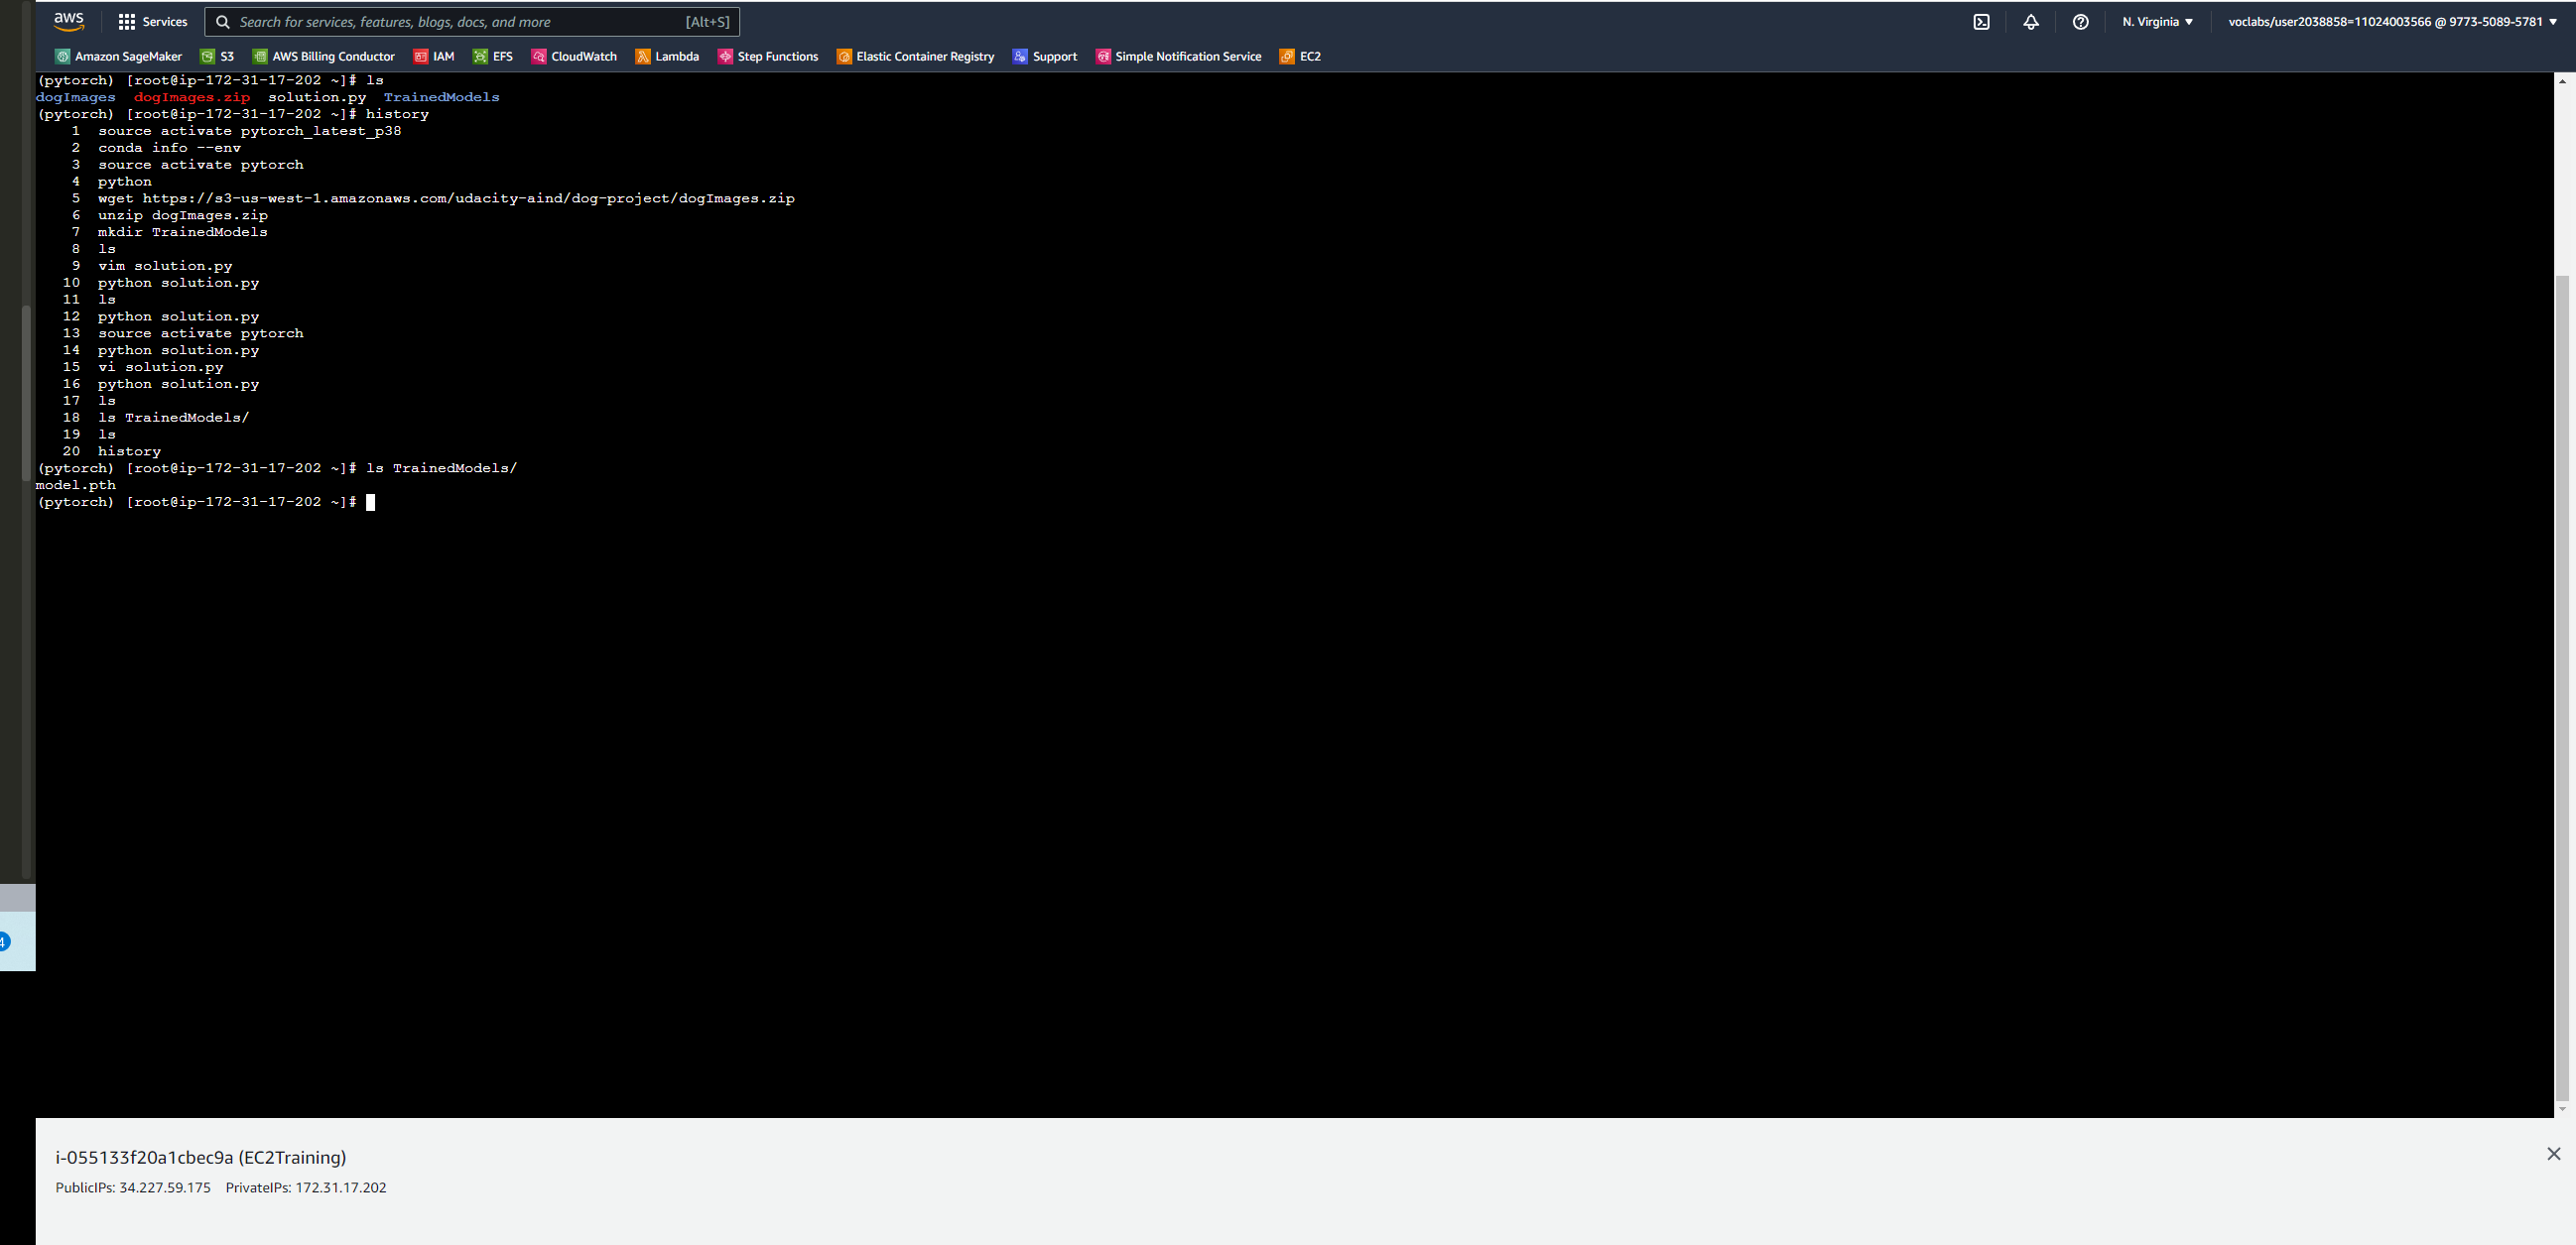 aws Services Search for services, features, blogs, docs, and more [Alt+S] N. Virginia ▼ voclabs/user2038858=11024003566 @ 9773-5089-5781 ▼
Amazon SageMaker S3 AWS Billing Conductor IAM EFS CloudWatch Lambda Step Functions Elastic Container Registry Support Simple Notification Service EC2
(pytorch) [root@ip-172-31-17-202 ~]# ls
dogImages dogImages.zip solution.py TrainedModels
(pytorch) [root@ip-172-31-17-202 ~]# history
1 source activate pytorch_latest_p38
2 conda info --env
3 source activate pytorch
4 python
5 wget https://s3-us-west-1.amazonaws.com/udacity-aind/dog-project/dogImages.zip
6 unzip dogImages.zip
7 mkdir TrainedModels
8 ls
9 vim solution.py
10 python solution.py
11 ls
12 python solution.py
13 source activate pytorch
14 python solution.py
15 vi solution.py
16 python solution.py
17 ls
18 ls TrainedModels/
19 ls
20 history
(pytorch) [root@ip-172-31-17-202 ~]# ls TrainedModels/
model.pth
(pytorch) [root@ip-172-31-17-202 ~]#
4
i-055133f20a1cbec9a (EC2Training)
PublicIPs: 34.227.59.175 PrivateIPs: 172.31.17.202